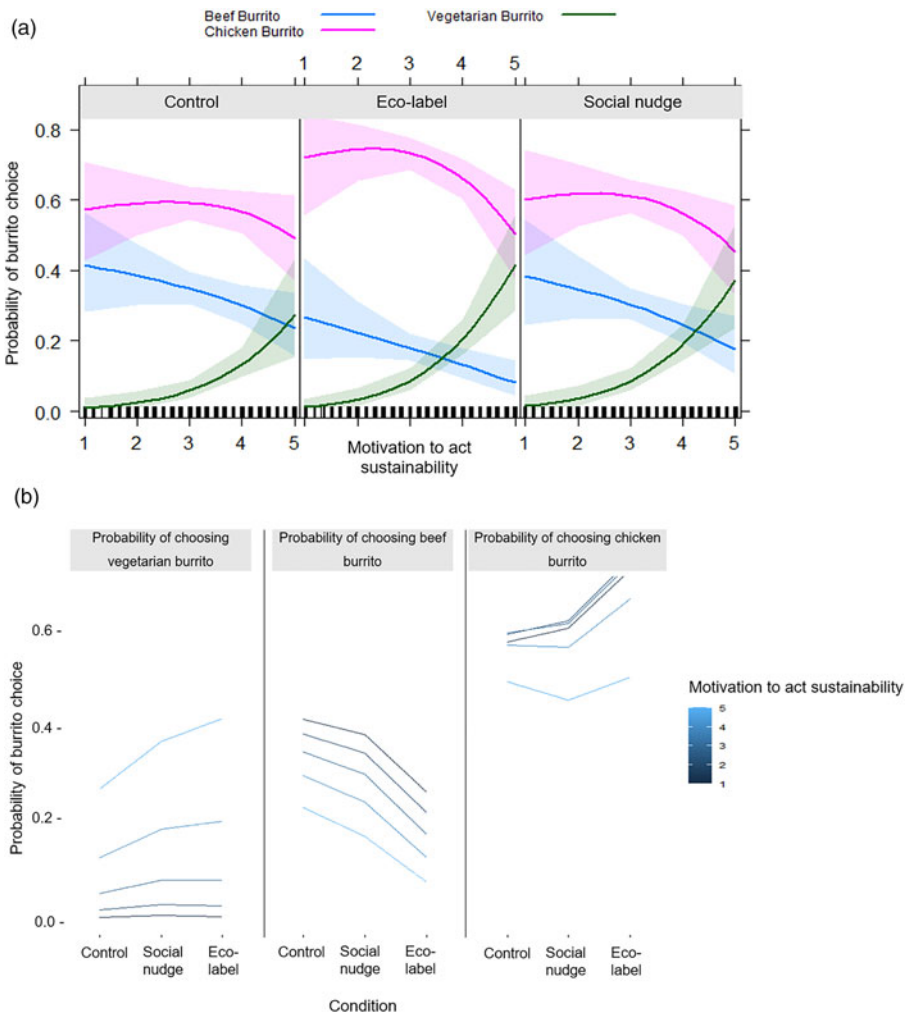 (a)
Beef Burrito
Chicken Burrito
Vegetarian Burrito
1 2 3 4 5
Control
Eco-label
Social nudge
Probability of burrito choice
0.8
0.6
0.4
0.2
0.0
1 2 3 4 5
1 2 3 4 5
Motivation to act
sustainability
(b)
Probability of choosing
vegetarian burrito
Probability of choosing beef
burrito
Probability of choosing chicken
burrito
Probability of burrito choice
0.6 -
0.4 -
0.2 -
0.0 -
Control
Social
nudge
Eco-
label
Control
Social
nudge
Eco-
label
Control
Social
nudge
Eco-
label
Condition
Motivation to act sustainability
5
4
3
2
1